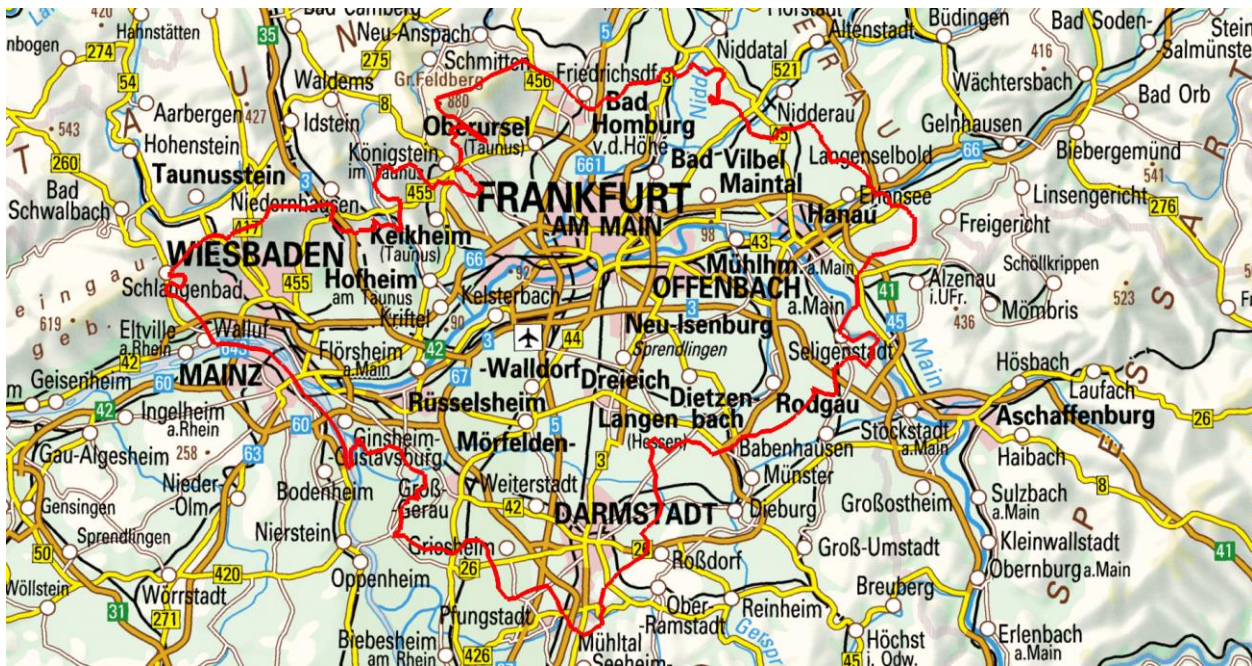 420
Hahnstätten
Bad Camberg
Neu-Anspach
5
Niddatal
Florstadt
Altenstadt
Büdingen
416
Bad Soden-
Salmünster
nbogen
274
35
N
275
Schmitten
456
Friedrichsdf.
3
521
E
R
Wächtersbach
54
U
Waldems
Gr.Feldberg
880
Nidd
Nidderau
Bad Orb
Aarbergen
427
8
Bad
Homburg
v.d.Höhe
A
Gelnhausen
543
A
Idstein
Oberursel
(Taunus)
45
U
66
Hohenstein
Königstein
im Taunus
661
Bad-Vilbel
Langenselbold
Biebergemünd
541
T
260
Taunusstein
3
455
FRANKFURT
Maintal
Linsengericht
Bad
Schwalbach
Niedernhausen
AM MAIN
Erlensee
276
417
Hanau
Freigericht
WIESBADEN
Kelkheim
(Taunus)
98
43
a.Main
Schöllkrippen
66
Mühlhm.
a.Main
Schlangenbad
455
Hofheim
am Taunus
92
OFFENBACH
Alzenau
i.UFr.
41
Mömbris
523
619
Kelsterbach
3
45
436
Eltville
a.Rhein
Walluf
Kriftel
90
3
Neu-Isenburg
643
44
Sprendlingen
Seligenstadt
Main
Hösbach
42
Flörsheim
a.Main
42
67
-Walldorf
Dreieich
Geisenheim
60
MAINZ
Dietzen-
bach
Laufach
Rüsselsheim
Langen
(Hessen)
Rodgau
Aschaffenburg
42
Ingelheim
a.Rhein
60
Ginsheim-
-Gustavsburg
Mörfelden-
5
Stockstadt
a.Main
26
258
63
Babenhausen
Haibach
Gau-Algesheim
3
Münster
Nieder-
-Olm
Bodenheim
Groß-
Gerau
Weiterstadt
Großostheim
8
Gensingen
42
DARMSTADT
Dieburg
Sulzbach
a.Main
Sprendlingen
Nierstein
Griesheim
26
Kleinwallstadt
50
26
Roßdorf
Groß-Umstadt
41
420
Oppenheim
Obernburg a.Main
Wöllstein
Wörrstadt
Breuberg
Pfungstadt
Ober-
-Ramstadt
Reinheim
31
271
Biebesheim
am Rhein
426
Mühltal
Seeheim-
67
Gerspr
45
Höchst
i. Odw.
Erlenbach
a.Main
S
P
E
S
S
A
R
T